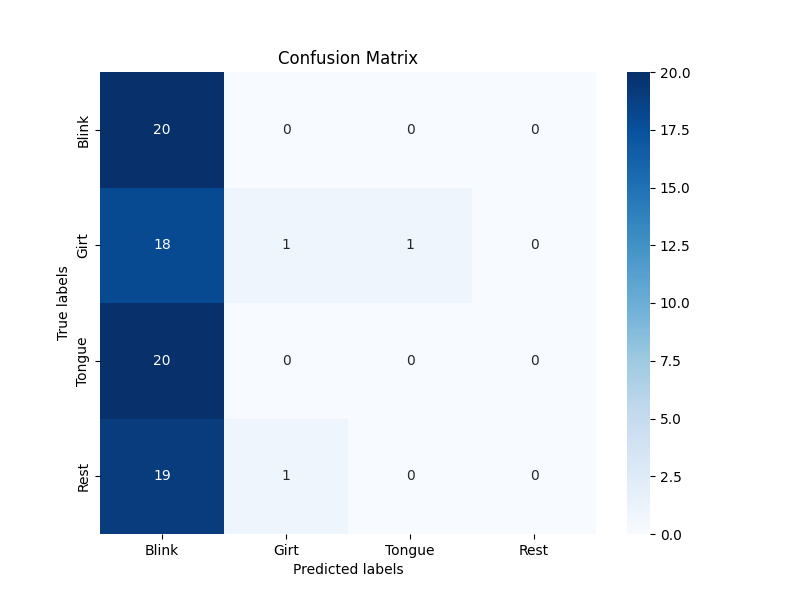 Confusion Matrix
True labels
Blink
20 0 0 0
Girt
18 1 1 0
Tongue
20 0 0 0
Rest
19 1 0 0
Blink Girt Tongue Rest
Predicted labels
20.0
17.5
15.0
12.5
10.0
7.5
5.0
2.5
0.0